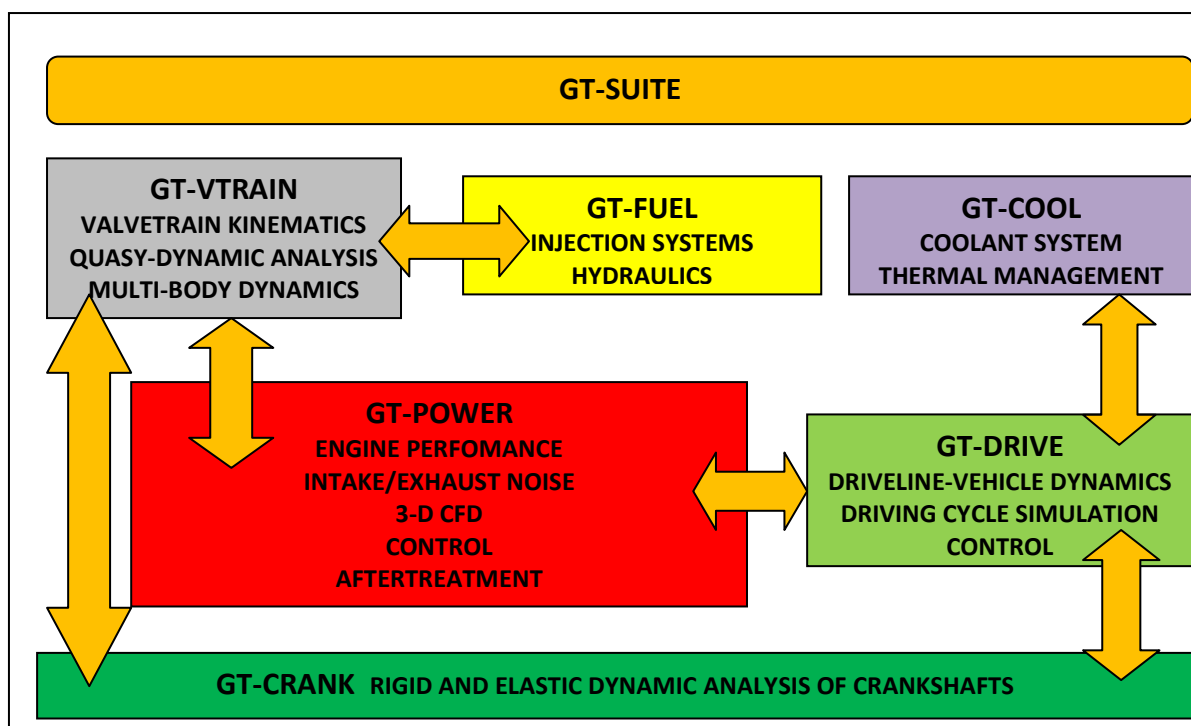 GT-SUITE
GT-VTRAIN
VALVETRAIN KINEMATICS
QUASY-DYNAMIC ANALYSIS
MULTI-BODY DYNAMICS
GT-FUEL
INJECTION SYSTEMS
HYDRAULICS
GT-COOL
COOLANT SYSTEM
THERMAL MANAGEMENT
GT-POWER
ENGINE PERFOMANCE
INTAKE/EXHAUST NOISE
3-D CFD
CONTROL
AFTERTREATMENT
GT-DRIVE
DRIVELINE-VEHICLE DYNAMICS
DRIVING CYCLE SIMULATION
CONTROL
GT-CRANK RIGID AND ELASTIC DYNAMIC ANALYSIS OF CRANKSHAFTS